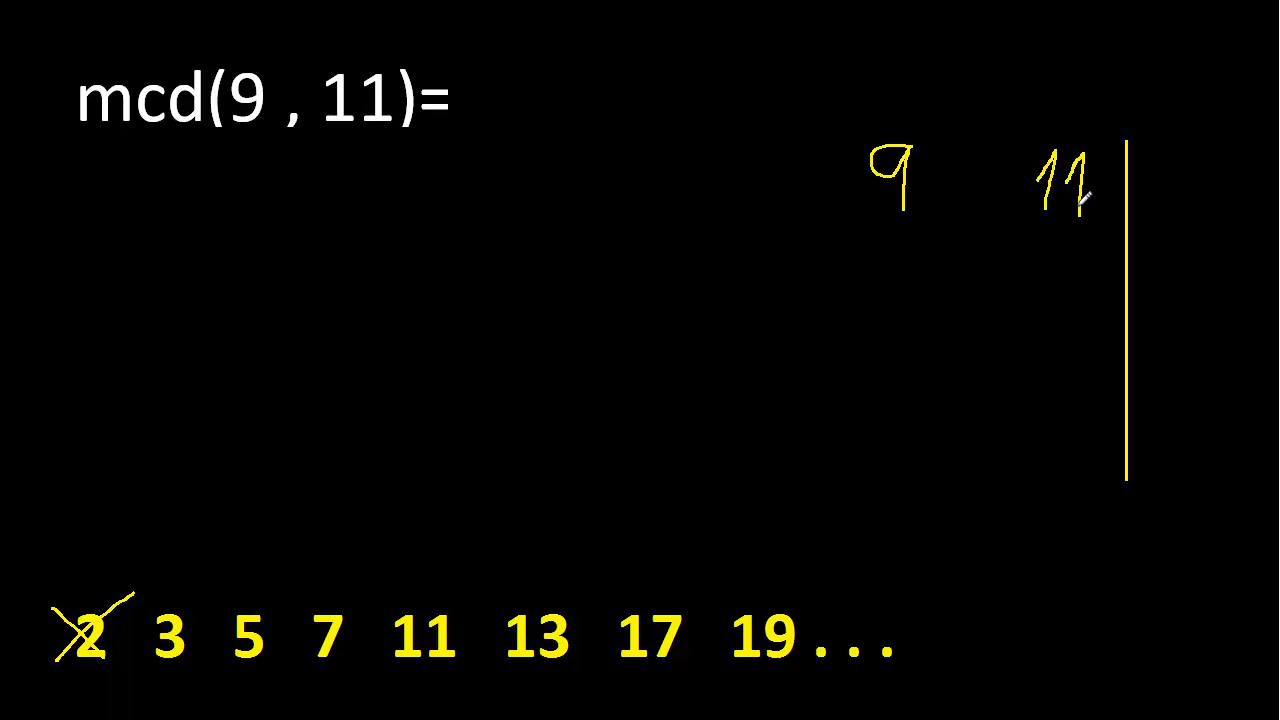 mcd(9 , 11)=
9 11
2 3 5 7 11 13 17 19 . . .